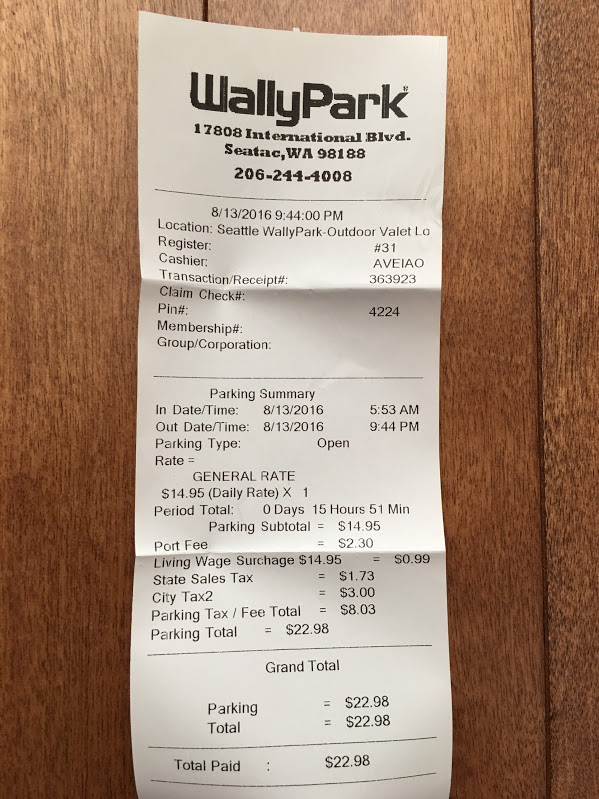 WallyPark®
17808 International Blvd.
Seatac,WA 98188
206-244-4008
8/13/2016 9:44:00 PM
Location: Seattle WallyPark-Outdoor Valet Lo
Register: #31
Cashier: AVEIAO
Transaction/Receipt#: 363923
Claim Check#:
Pin#: 4224
Membership#:
Group/Corporation:
Parking Summary
In Date/Time: 8/13/2016 5:53 AM
Out Date/Time: 8/13/2016 9:44 PM
Parking Type: Open
Rate =
GENERAL RATE
$14.95 (Daily Rate) X 1
Period Total: 0 Days 15 Hours 51 Min
Parking Subtotal = $14.95
Port Fee = $2.30
Living Wage Surchage $14.95 = $0.99
State Sales Tax = $1.73
City Tax2 = $3.00
Parking Tax / Fee Total = $8.03
Parking Total = $22.98
Grand Total
Parking = $22.98
Total = $22.98
Total Paid : $22.98